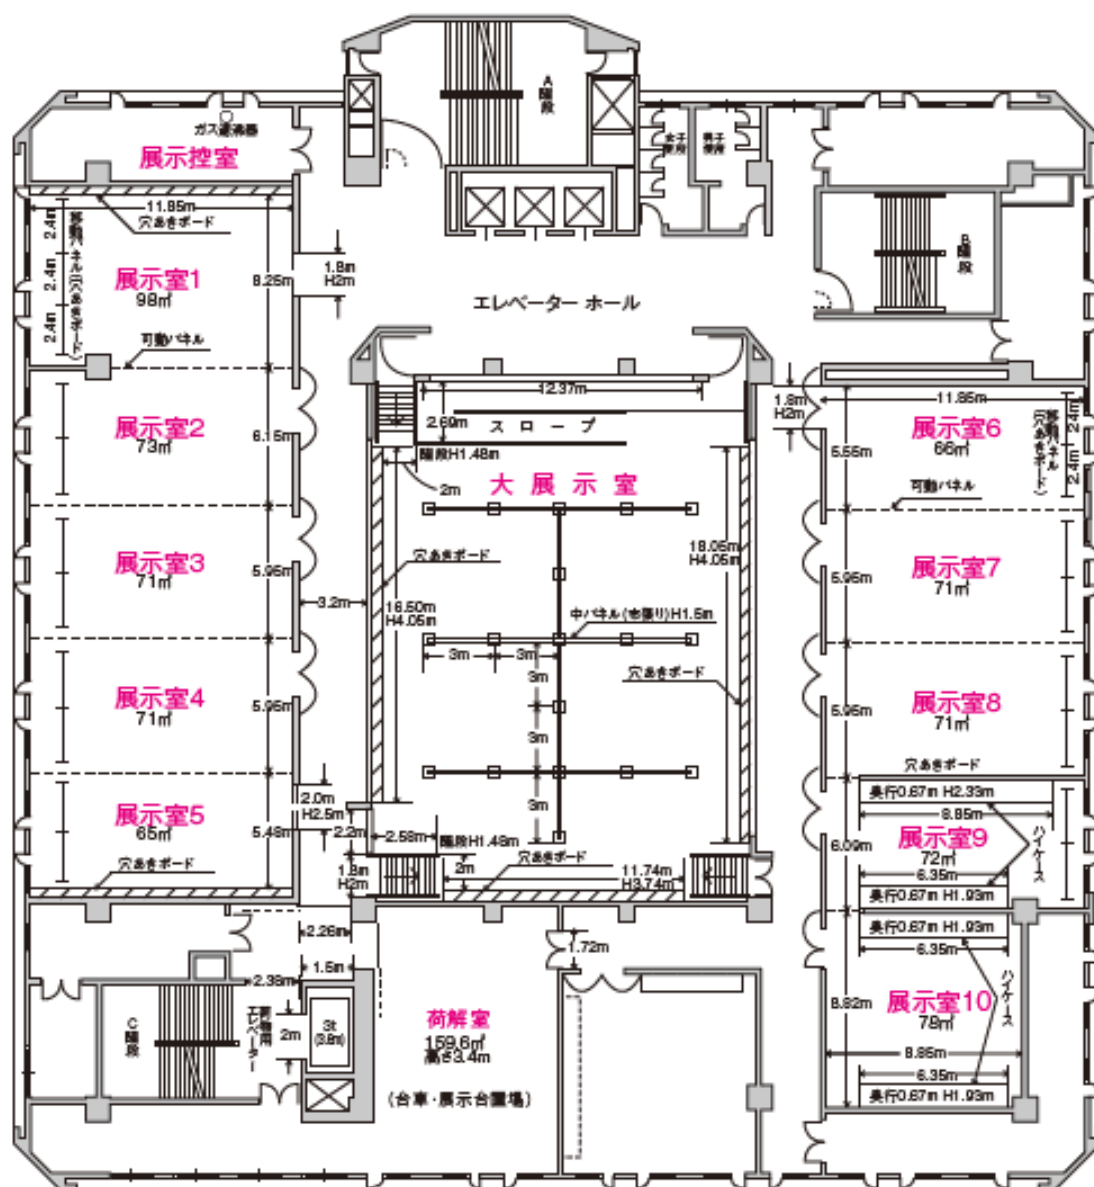 A階段
ガス湯沸器
展示控室
女子便所
男子便所
11.85m
穴あきボード
2.4m
2.4m
2.4m
移動パネル(穴あきボード)
展示室1
98㎡
8.25m
1.8m
H2m
エレベーター ホール
B階段
可動パネル
12.37m
2.69m
スロープ
1.8m
H2m
11.85m
展示室2
73㎡
6.15m
階段H1.48m
2m
大 展 示 室
5.55m
展示室6
66㎡
移動パネル
(穴あきボード)
2.4m
2.4m
可動パネル
展示室3
71㎡
5.95m
穴あきボード
18.05m
H4.05m
5.95m
展示室7
71㎡
3.2m
16.50m
H4.05m
中パネル(布張り)H1.5m
3m
3m
3m
穴あきボード
展示室4
71㎡
5.95m
3m
5.95m
展示室8
71㎡
穴あきボード
展示室5
65㎡
5.48m
2.0m
H2.5m
2.2m
3m
2.58m
階段H1.48m
奥行0.67m H2.33m
8.85m
6.09m
展示室9
72㎡
ハイケース
6.35m
奥行0.67m H1.93m
穴あきボード
1.8m
H2m
2m
穴あきボード
11.74m
H3.74m
奥行0.67m H1.93m
6.35m
2.26m
1.5m
2.36m
1.72m
C階段
荷物用
エレベーター
2m
3t
(3.8m)
荷解室
159.6㎡
高さ3.4m
8.82m
展示室10
78㎡
ハイケース
8.85m
6.35m
奥行0.67m H1.93m
(台車・展示台置場)